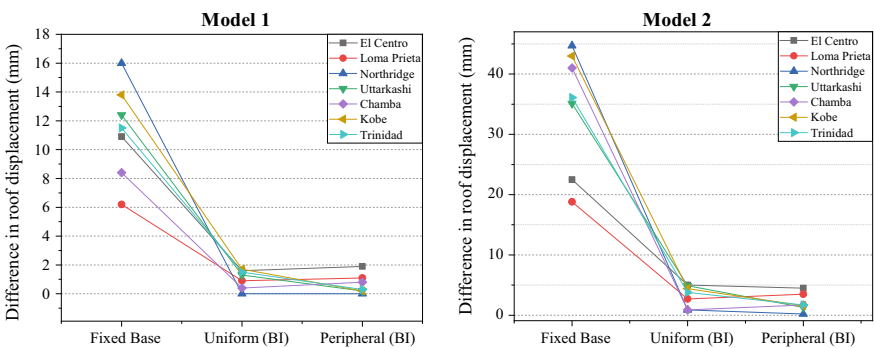 Model 1
Difference in roof displacement (mm)
18
16
14
12
10
8
6
4
2
0
El Centro
Loma Prieta
Northridge
Uttarkashi
Chamba
Kobe
Trinidad
Fixed Base
Uniform (BI)
Peripheral (BI)
Model 2
Difference in roof displacement (mm)
40
30
20
10
0
El Centro
Loma Prieta
Northridge
Uttarkashi
Chamba
Kobe
Trinidad
Fixed Base
Uniform (BI)
Peripheral (BI)